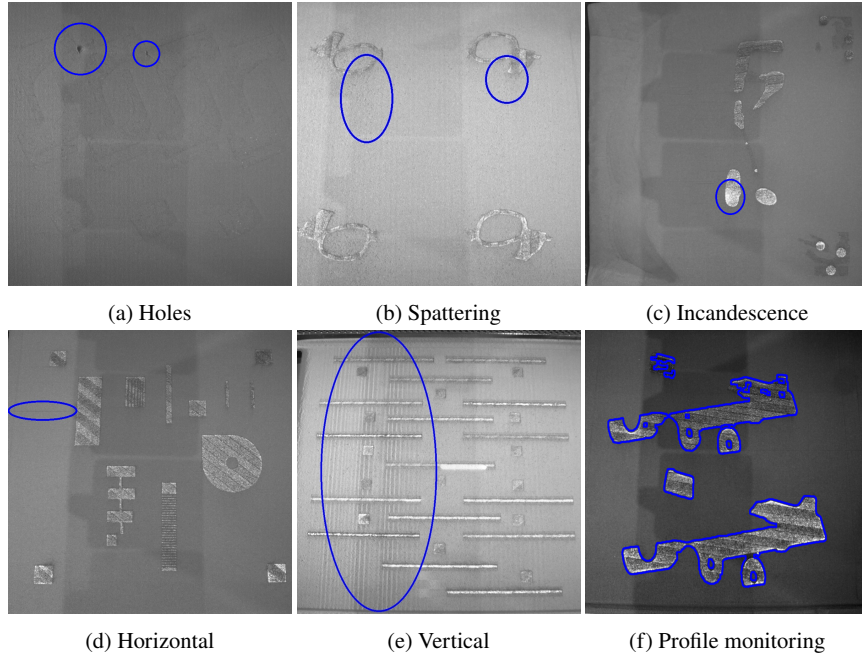 (a) Holes
(b) Spattering
(c) Incandescence
(d) Horizontal
(e) Vertical
(f) Profile monitoring